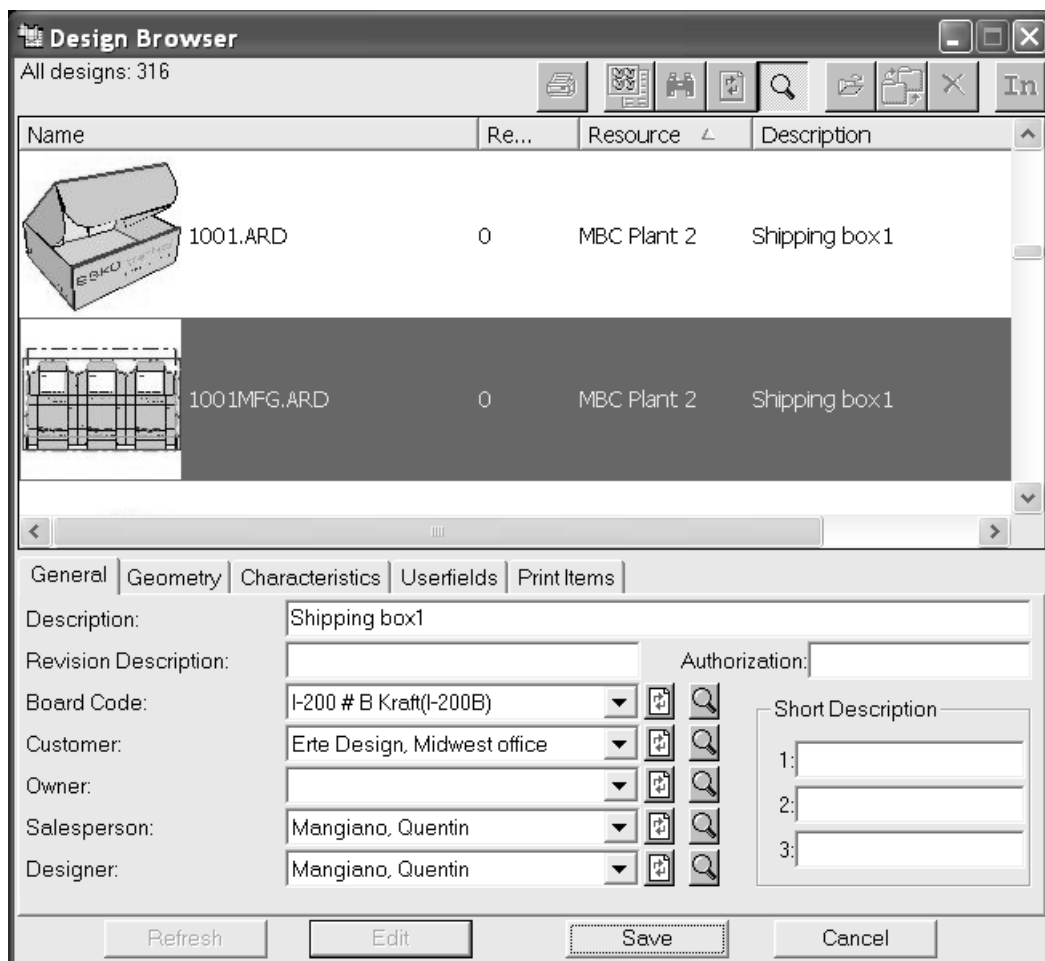 Design Browser
All designs: 316
In
Name Re... Resource Description
ESKO
1001.ARD 0 MBC Plant 2 Shipping box1
1001MFG.ARD 0 MBC Plant 2 Shipping box1
General Geometry Characteristics Userfields Print Items
Description: Shipping box1
Revision Description: Authorization:
Board Code: I-200 # B Kraft(I-200B)
Short Description
Customer: Erte Design, Midwest office
1:
Owner:
2:
Salesperson: Mangiano, Quentin
3:
Designer: Mangiano, Quentin
Refresh Edit Save Cancel